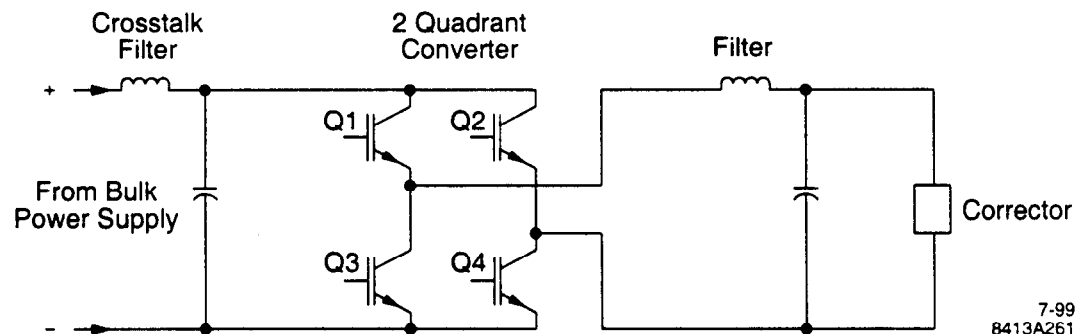 Crosstalk
Filter
2 Quadrant
Converter
Filter
+
Q1
Q2
From Bulk
Power Supply
Corrector
Q3
Q4
–
7-99
8413A261